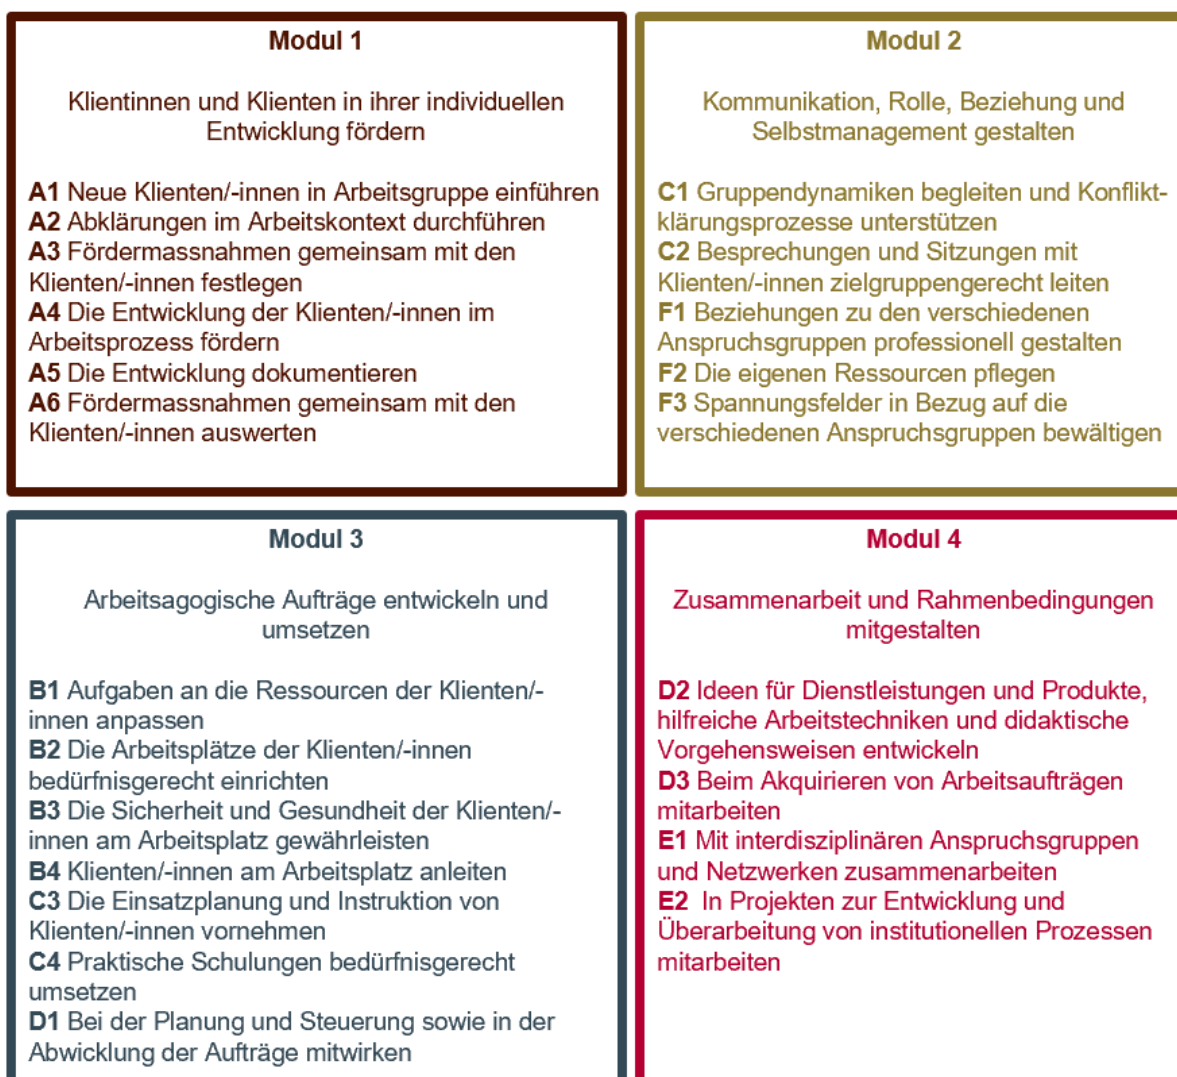 Modul 1
Klientinnen und Klienten in ihrer individuellen
Entwicklung fördern
A1 Neue Klienten/-innen in Arbeitsgruppe einführen
A2 Abklärungen im Arbeitskontext durchführen
A3 Fördermassnahmen gemeinsam mit den
Klienten/-innen festlegen
A4 Die Entwicklung der Klienten/-innen im
Arbeitsprozess fördern
A5 Die Entwicklung dokumentieren
A6 Fördermassnahmen gemeinsam mit den
Klienten/-innen auswerten
Modul 2
Kommunikation, Rolle, Beziehung und
Selbstmanagement gestalten
C1 Gruppendynamiken begleiten und Konflikt-
klärungsprozesse unterstützen
C2 Besprechungen und Sitzungen mit
Klienten/-innen zielgruppengerecht leiten
F1 Beziehungen zu den verschiedenen
Anspruchsgruppen professionell gestalten
F2 Die eigenen Ressourcen pflegen
F3 Spannungsfelder in Bezug auf die
verschiedenen Anspruchsgruppen bewältigen
Modul 3
Arbeitsagogische Aufträge entwickeln und
umsetzen
B1 Aufgaben an die Ressourcen der Klienten/-
innen anpassen
B2 Die Arbeitsplätze der Klienten/-innen
bedürfnisgerecht einrichten
B3 Die Sicherheit und Gesundheit der Klienten/-
innen am Arbeitsplatz gewährleisten
B4 Klienten/-innen am Arbeitsplatz anleiten
C3 Die Einsatzplanung und Instruktion von
Klienten/-innen vornehmen
C4 Praktische Schulungen bedürfnisgerecht
umsetzen
D1 Bei der Planung und Steuerung sowie in der
Abwicklung der Aufträge mitwirken
Modul 4
Zusammenarbeit und Rahmenbedingungen
mitgestalten
D2 Ideen für Dienstleistungen und Produkte,
hilfreiche Arbeitstechniken und didaktische
Vorgehensweisen entwickeln
D3 Beim Akquirieren von Arbeitsaufträgen
mitarbeiten
E1 Mit interdisziplinären Anspruchsgruppen
und Netzwerken zusammenarbeiten
E2 In Projekten zur Entwicklung und
Überarbeitung von institutionellen Prozessen
mitarbeiten